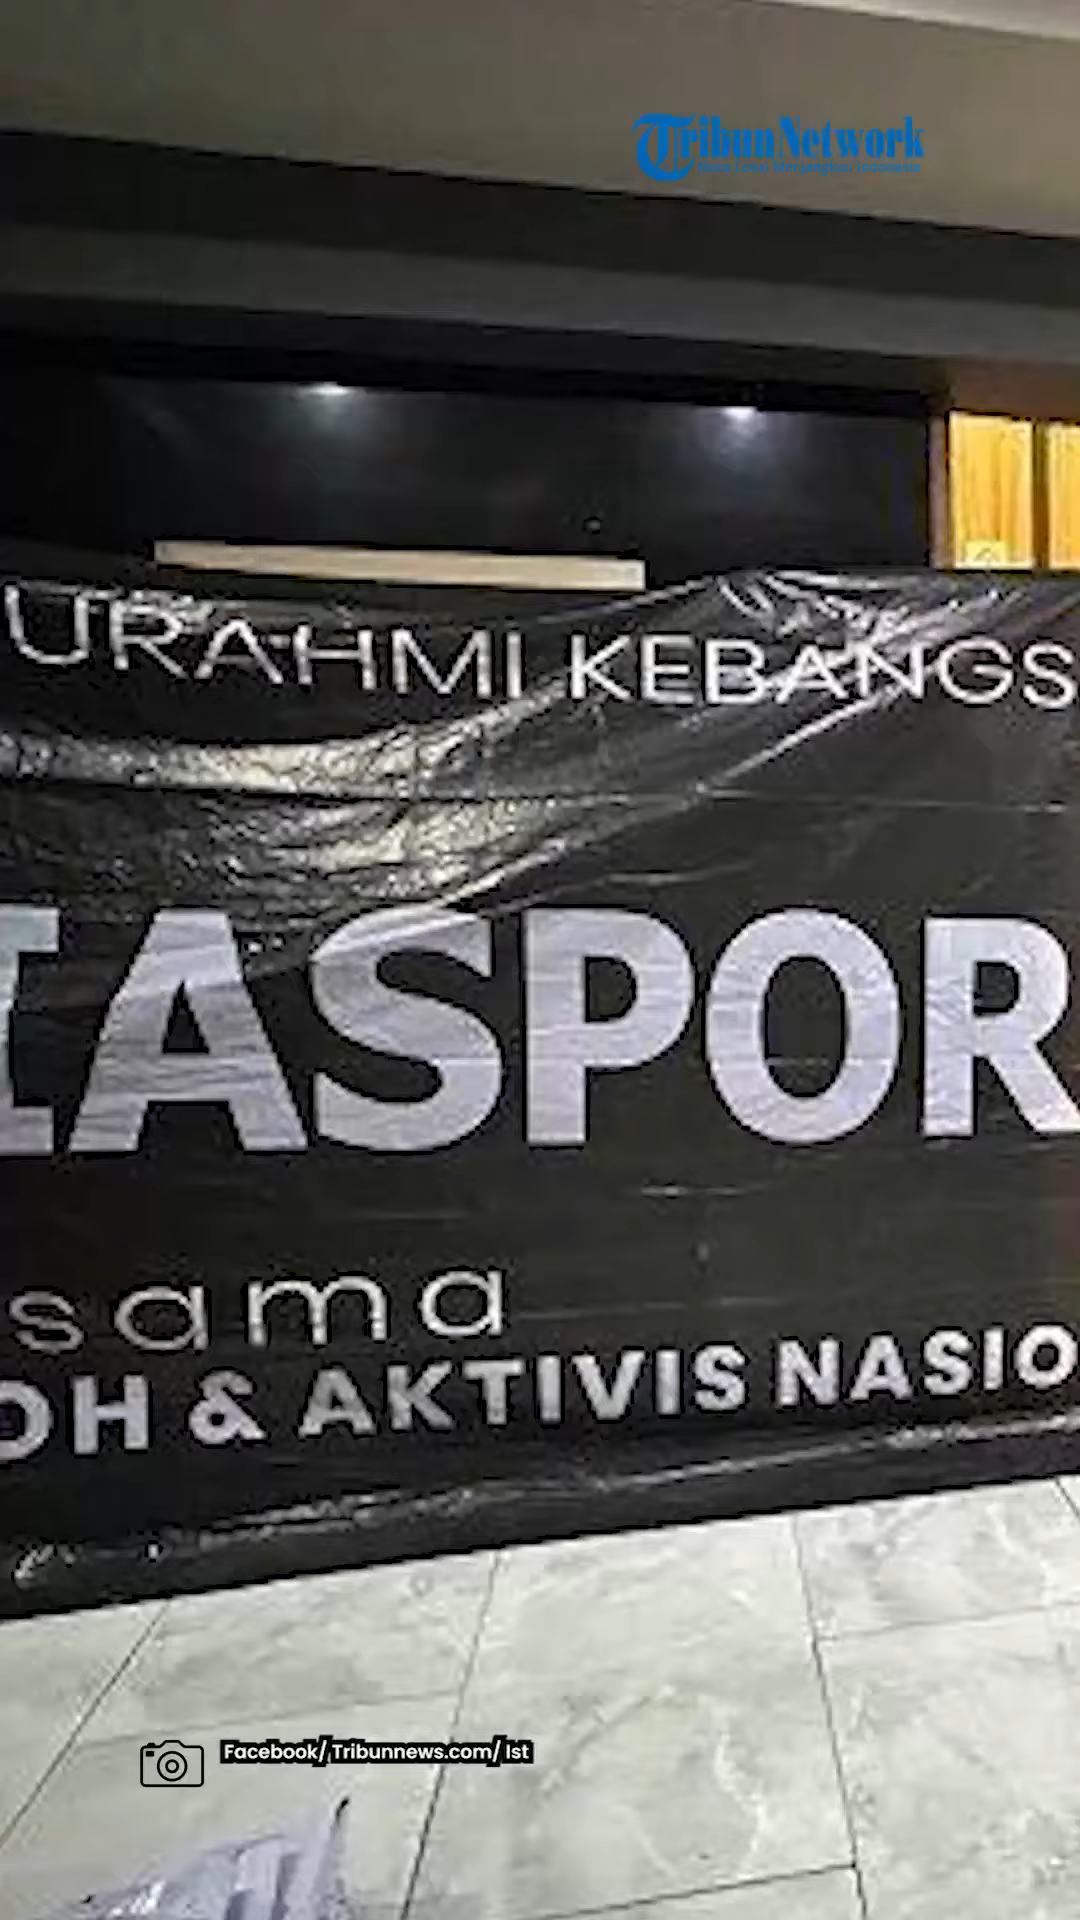 TribunNetwork
URAHMI KEBANGS
IASPOR
sama
OH & AKTIVIS NASIO
Facebook/ Tribunnews.com/ Ist